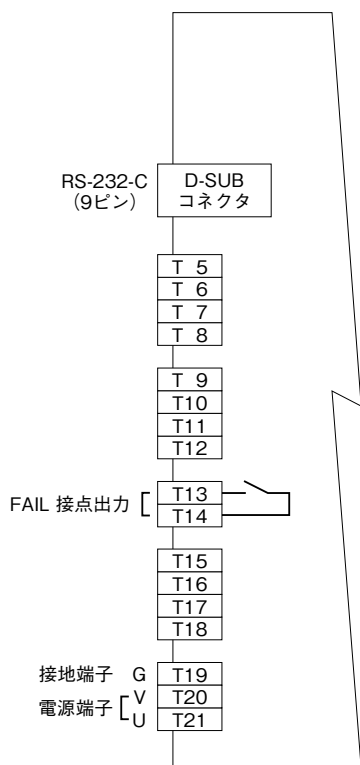 RS-232-C
（9ピン）
D-SUB
コネクタ
T 5
T 6
T 7
T 8
T 9
T10
T11
T12
FAIL 接点出力
T13
T14
T15
T16
T17
T18
接地端子 G T19
電源端子
V T20
U T21